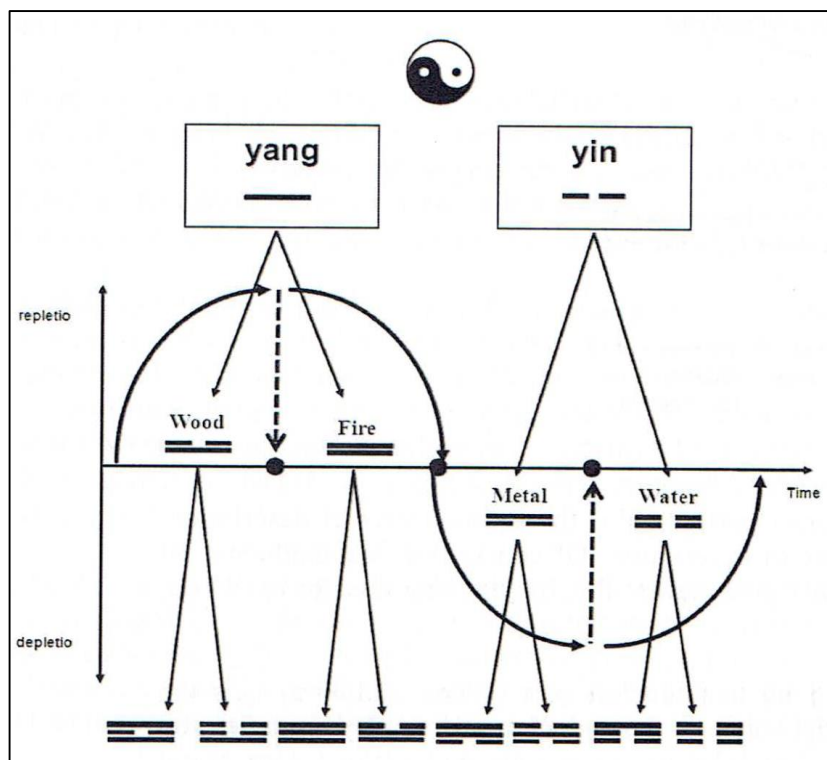 yang
yin
repletio
Wood
Fire
Metal
Water
Time
depletio